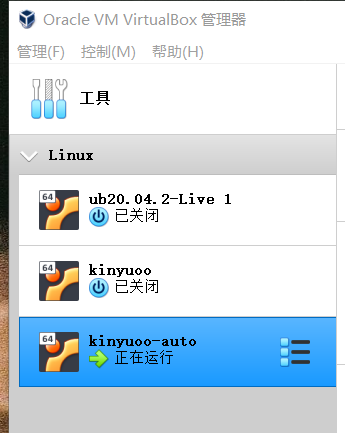 Oracle VM VirtualBox 管理器
管理(F) 控制(M) 帮助(H)
工具
Linux
64
ub20.04.2-Live 1
已关闭
64
kinyuoo
已关闭
64
kinyuoo-auto
正在运行